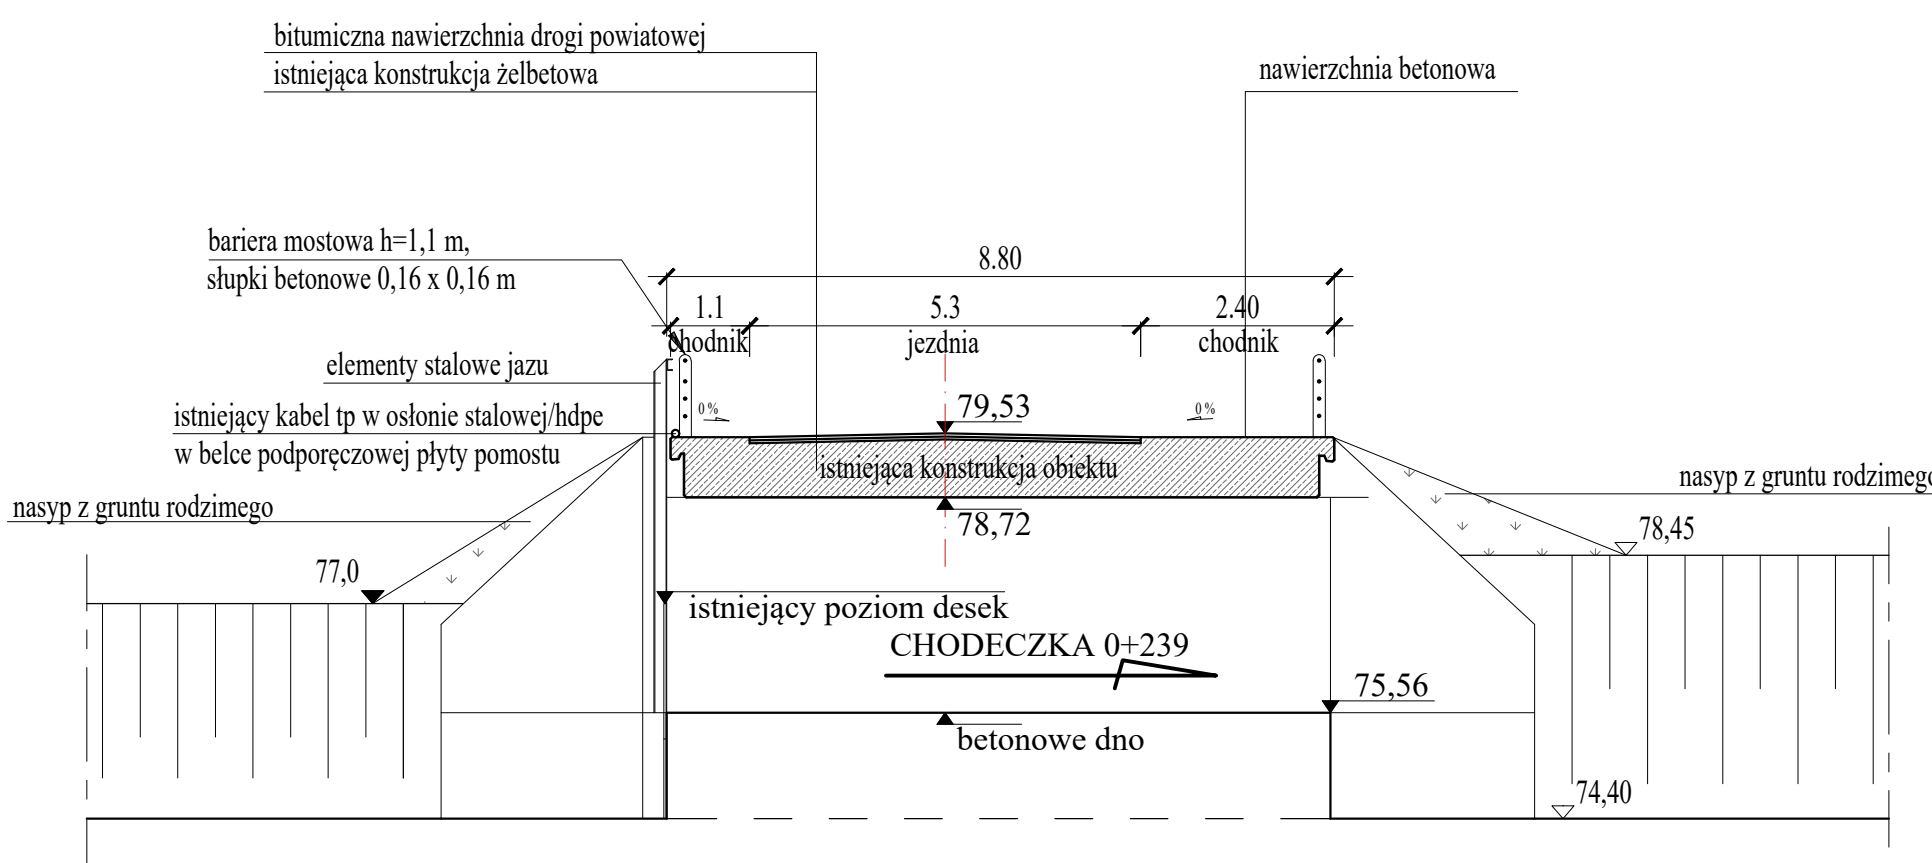 bitumiczna nawierzchnia drogi powiatowej
istniejąca konstrukcja żelbetowa
nawierzchnia betonowa
bariera mostowa h=1,1 m,
słupki betonowe 0,16 x 0,16 m
8.80
1.1
5.3
2.40
chodnik
jezdnia
chodnik
elementy stalowe jazu
istniejący kabel tp w osłonie stalowej/hdpe
w belce podporęczowej płyty pomostu
0%
79,53
0%
istniejąca konstrukcja obiektu
nasyp z gruntu rodzimego
nasyp z gruntu rodzimego
78,72
78,45
77,0
istniejący poziom desek
CHODECZKA 0+239
75,56
betonowe dno
74,40